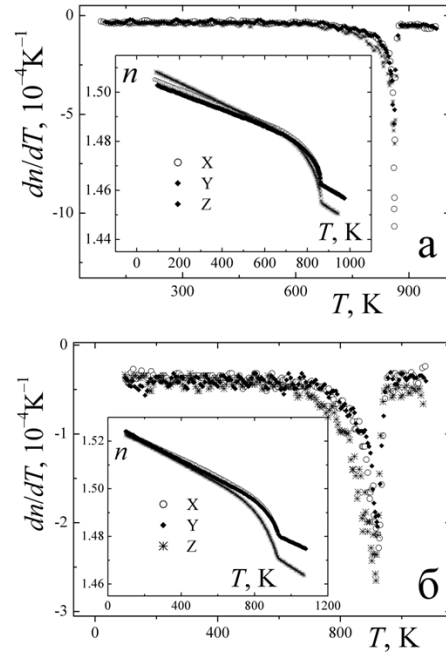 0
-5
-10
dn/dT, 10⁻⁴K⁻¹
n
1.50
1.48
1.46
1.44
X
Y
Z
0 200 400 600 800 1000
T, K
300 600 900
T, K
а
0
-1
-2
-3
dn/dT, 10⁻⁴K⁻¹
n
1.52
1.50
1.48
1.46
X
Y
Z
T, K
0 400 800 1200
0 400 800
T, K
б